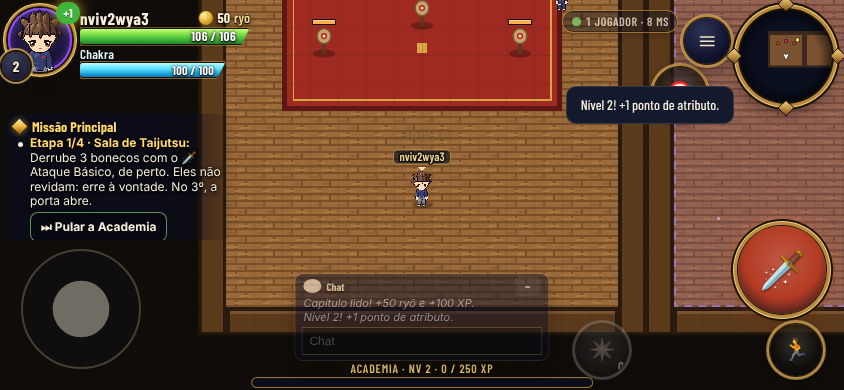 +1
nviv2wya3
50 ryō
106 / 106
Chakra
100 / 100
2
1 JOGADOR · 8 MS
Nível 2! +1 ponto de atributo.
Missão Principal
Etapa 1/4 · Sala de Taijutsu:
Derrube 3 bonecos com o
Ataque Básico, de perto. Eles não
revidam: erre à vontade. No 3º, a
porta abre.
Pular a Academia
nviv2wya3
Chat
Capítulo lido! +50 ryō e +100 XP.
Nível 2! +1 ponto de atributo.
Chat
ACADEMIA · NV 2 · 0 / 250 XP